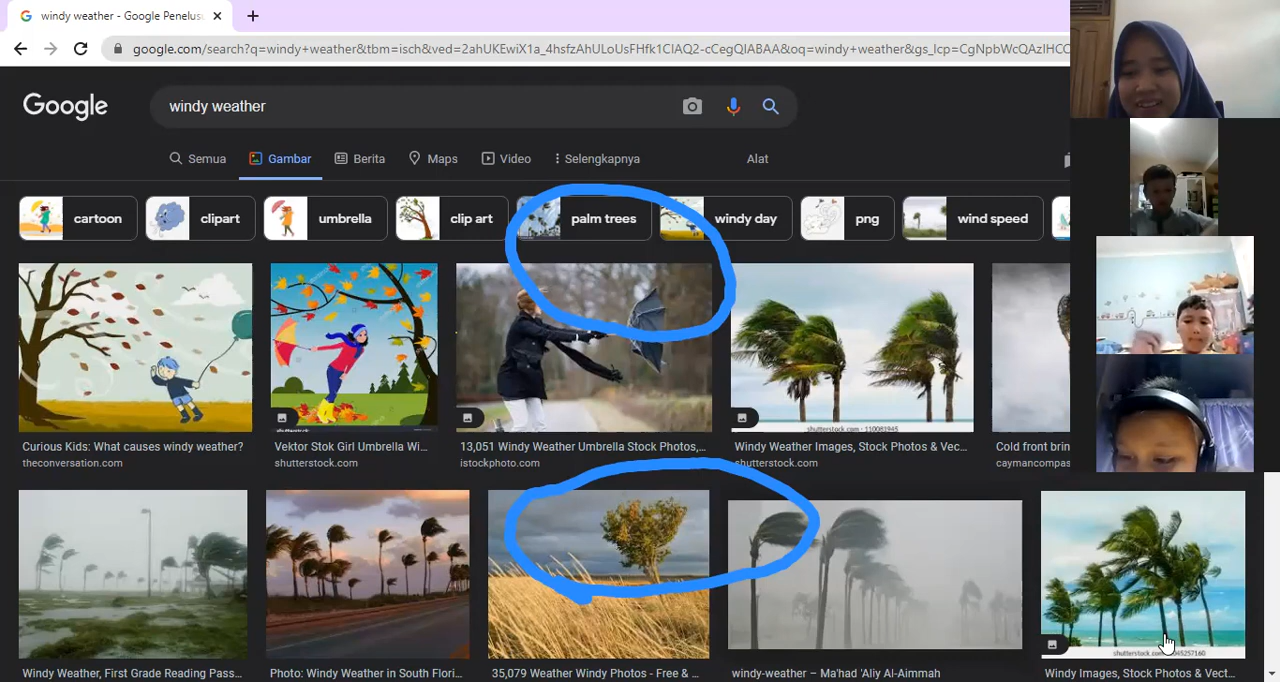 windy weather - Google Penelus
google.com/search?q=windy+weather&tbm=isch&ved=2ahUKEwiX1a_4hsfzAhULoUsFHfk1CIAQ2-cCegQIABAA&oq=windy+weather&gs_lcp=CgNpbWcQAzIHCC
Google
windy weather
Semua Gambar Berita Maps Video Selengkapnya Alat
cartoon clipart umbrella clip art palm trees windy day png wind speed
shutterstock.com · 110083945
Curious Kids: What causes windy weather? Vektor Stok Girl Umbrella Wi... 13,051 Windy Weather Umbrella Stock Photos,... Windy Weather Images, Stock Photos & Vec... Cold front brin
theconversation.com shutterstock.com istockphoto.com shutterstock.com caymancompas
Windy Weather, First Grade Reading Pass... Photo: Windy Weather in South Flori... 35,079 Weather Windy Photos - Free & ... windy-weather – Ma'had 'Aliy Al-Aimmah Windy Images, Stock Photos & Vect...